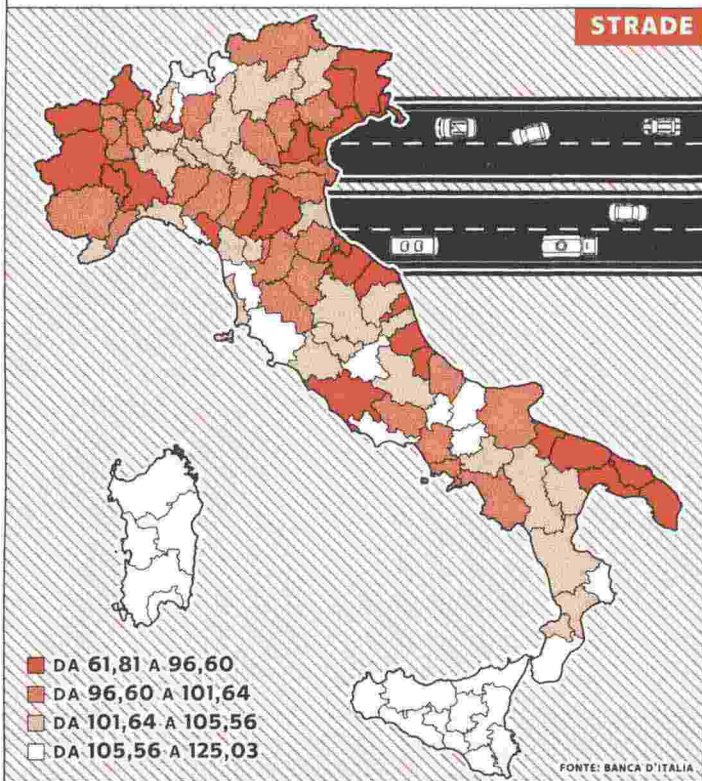 STRADE
DA 61,81 A 96,60
DA 96,60 A 101,64
DA 101,64 A 105,56
DA 105,56 A 125,03
FONTE: BANCA D'ITALIA